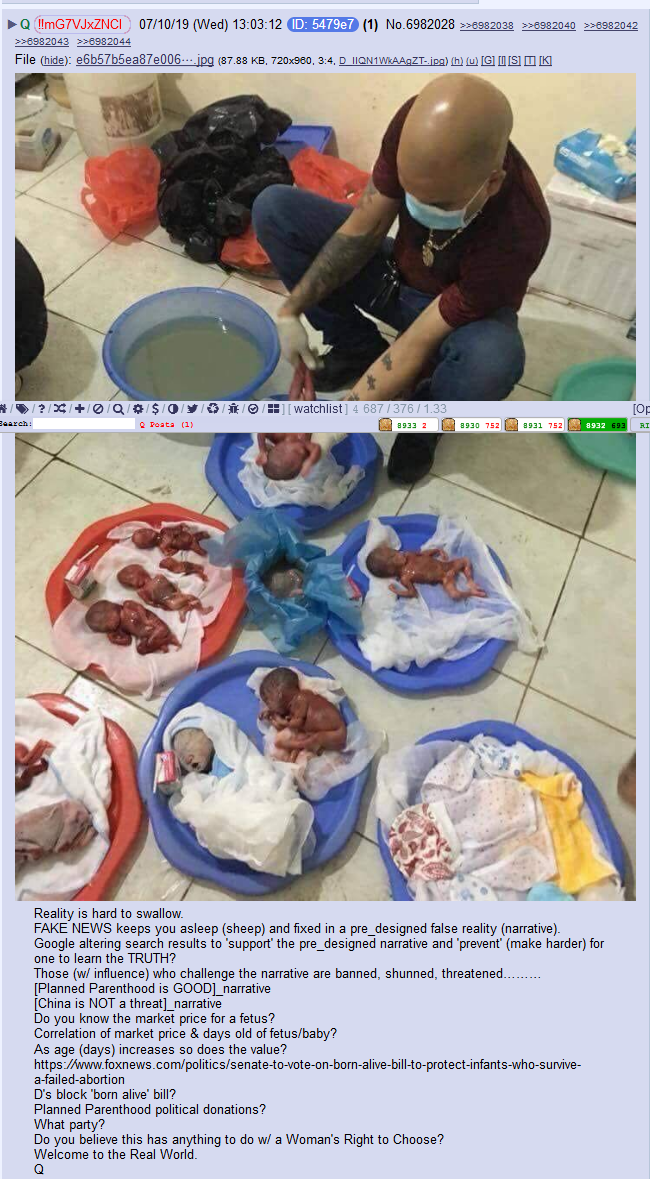 ▶ Q !!mG7VJxZNCI 07/10/19 (Wed) 13:03:12 ID: 5479e7 (1) No.6982028 >>6982038 >>6982040 >>6982042
>>6982043 >>6982044
File (hide): e6b57b5ea87e006⋯.jpg (87.88 KB, 720x960, 3:4, D_IIQN1WkAAgZT-.jpg) (h) (u) [G] [I] [S] [T] [K]
/ / ? / / + / / / / $ / / / / / / ] [ watchlist ] 4 687 / 376 / 1.33 [Op
Search: Q Posts (1) 8933 2 8930 752 8931 752 8932 693 RI
Reality is hard to swallow.
FAKE NEWS keeps you asleep (sheep) and fixed in a pre_designed false reality (narrative).
Google altering search results to 'support' the pre_designed narrative and 'prevent' (make harder) for
one to learn the TRUTH?
Those (w/ influence) who challenge the narrative are banned, shunned, threatened………
[Planned Parenthood is GOOD]_narrative
[China is NOT a threat]_narrative
Do you know the market price for a fetus?
Correlation of market price & days old of fetus/baby?
As age (days) increases so does the value?
https://www.foxnews.com/politics/senate-to-vote-on-born-alive-bill-to-protect-infants-who-survive-
a-failed-abortion
D's block 'born alive' bill?
Planned Parenthood political donations?
What party?
Do you believe this has anything to do w/ a Woman's Right to Choose?
Welcome to the Real World.
Q